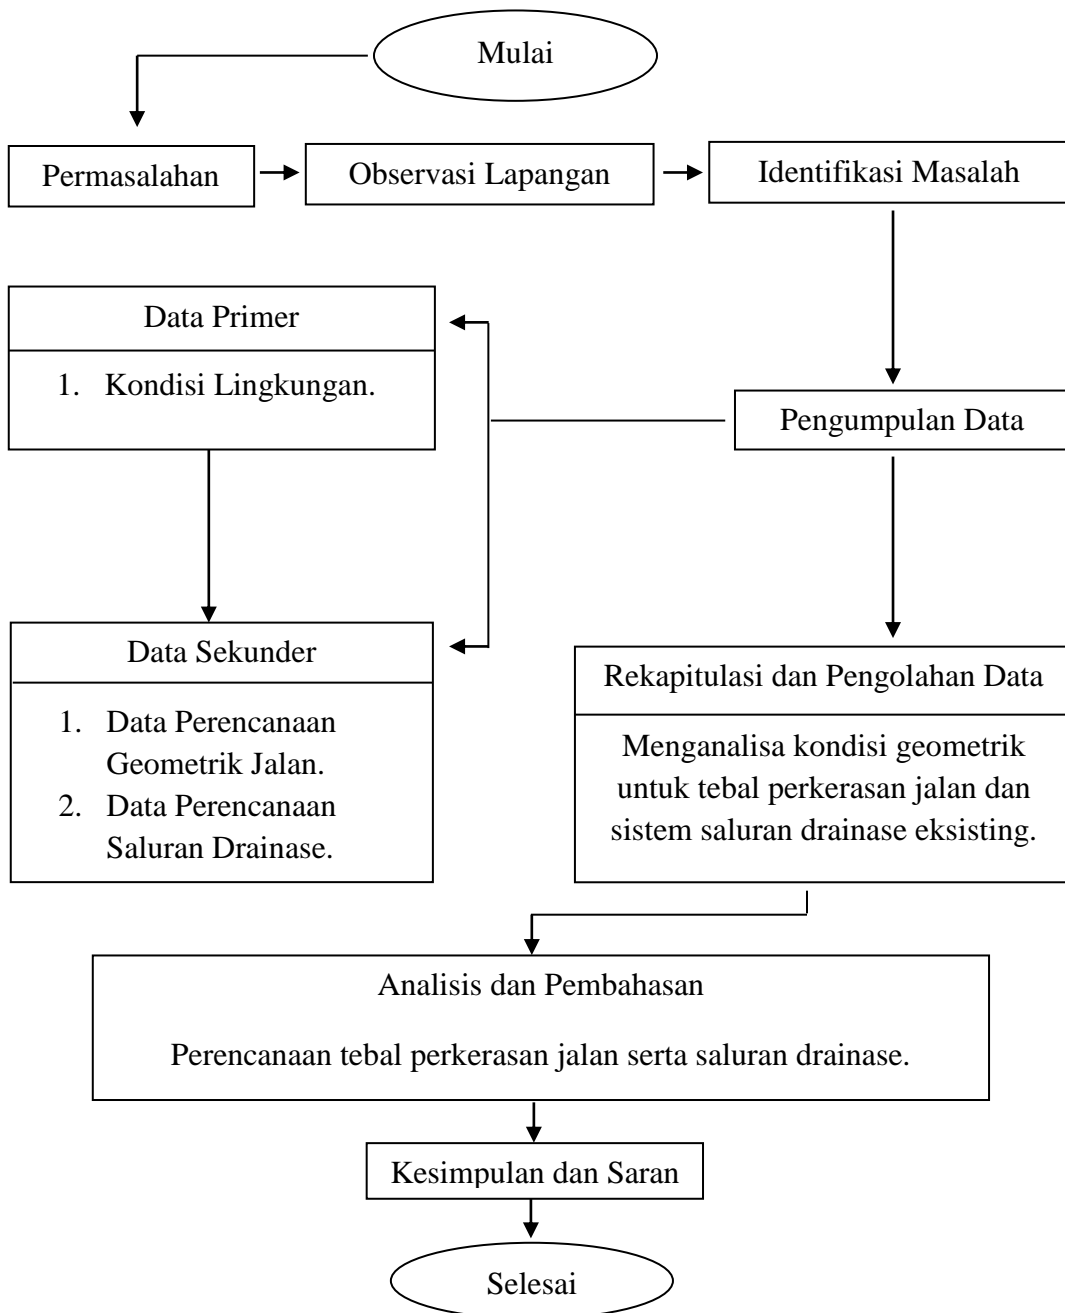 Mulai
Permasalahan
Observasi Lapangan
Identifikasi Masalah
Data Primer
1. Kondisi Lingkungan.
Pengumpulan Data
Data Sekunder
1. Data Perencanaan
Geometrik Jalan.
2. Data Perencanaan
Saluran Drainase.
Rekapitulasi dan Pengolahan Data
Menganalisa kondisi geometrik
untuk tebal perkerasan jalan dan
sistem saluran drainase eksisting.
Analisis dan Pembahasan
Perencanaan tebal perkerasan jalan serta saluran drainase.
Kesimpulan dan Saran
Selesai